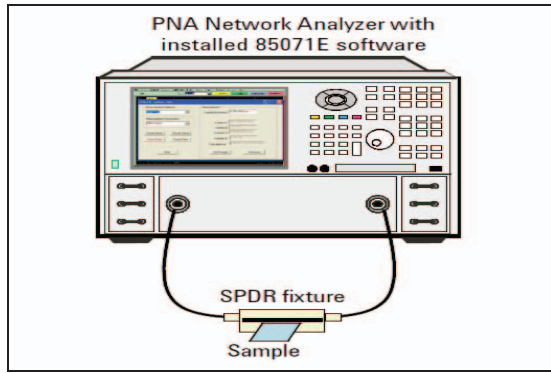 PNA Network Analyzer with
installed 85071E software
SPDR fixture
Sample